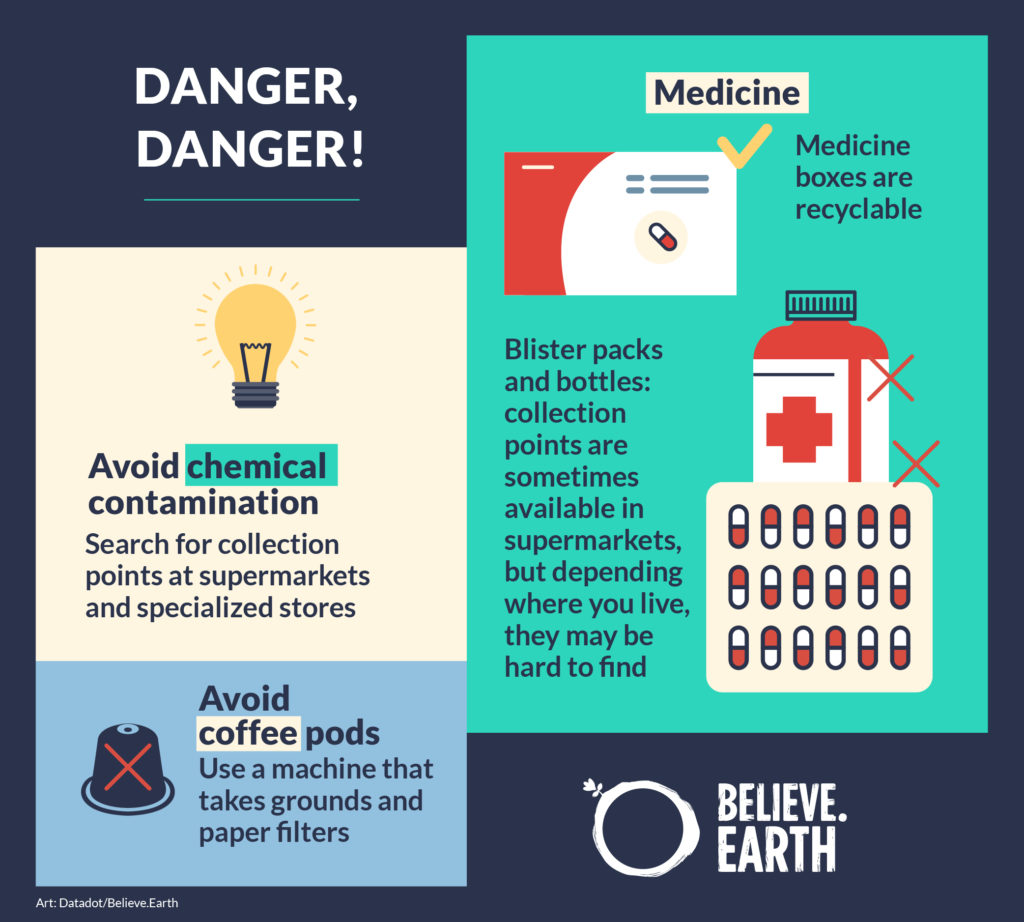 DANGER,
DANGER!
Avoid chemical
contamination
Search for collection
points at supermarkets
and specialized stores
Avoid
coffee pods
Use a machine that
takes grounds and
paper filters
Medicine
Medicine
boxes are
recyclable
Blister packs
and bottles:
collection
points are
sometimes
available in
supermarkets,
but depending
where you live,
they may be
hard to find
BELIEVE.
EARTH
Art: Datadot/Believe.Earth